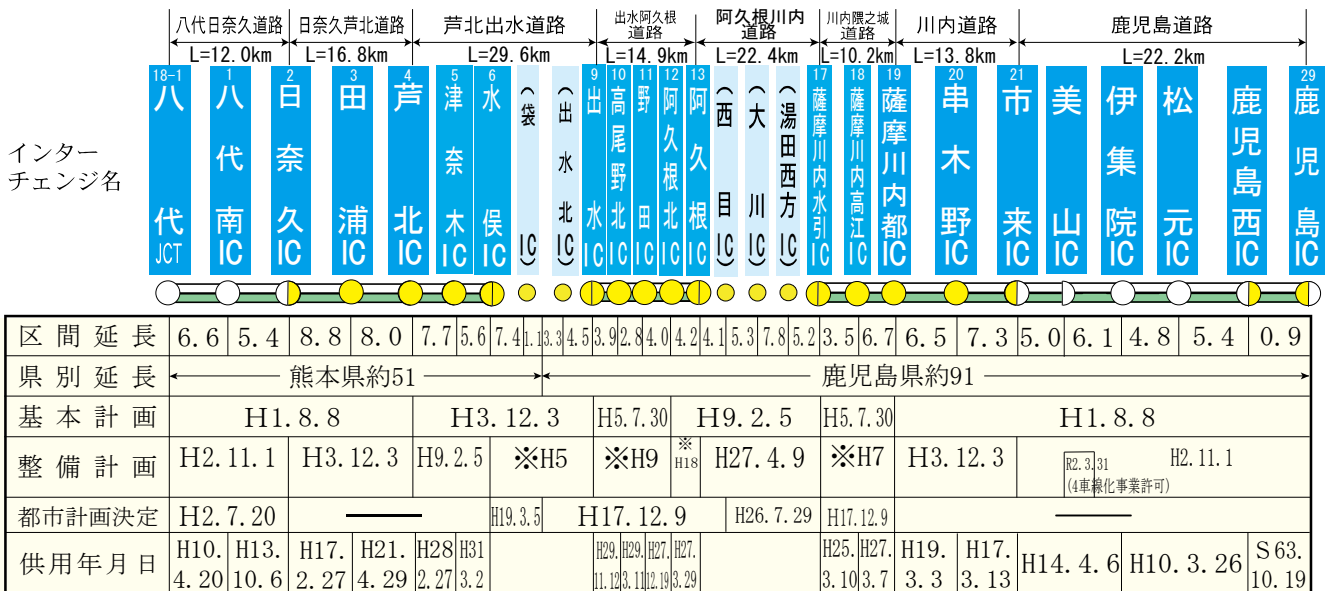 八代日奈久道路 日奈久芦北道路 芦北出水道路 出水阿久根道路 阿久根川内道路 川内隈之城道路 川内道路 鹿児島道路
L=12.0km L=16.8km L=29.6km L=14.9km L=22.4km L=10.2km L=13.8km L=22.2km
インターチェンジ名
18-1 八代JCT
1 八代南IC
2 日奈久IC
3 田浦IC
4 芦北IC
5 津奈木IC
6 水俣IC
(袋IC)
(出水北IC)
9 出水IC
10 高尾野北IC
11 野田IC
12 阿久根北IC
13 阿久根IC
(西目IC)
(大川IC)
(湯田西方IC)
17 薩摩川内水引IC
18 薩摩川内高江IC
19 薩摩川内都IC
20 串木野IC
21 市来IC
美山IC
伊集院IC
松元IC
鹿児島西IC
29 鹿児島IC
区間延長 6.6 5.4 8.8 8.0 7.7 5.6 7.4 1.1 3.3 4.5 3.9 2.8 4.0 4.2 4.1 5.3 7.8 5.2 3.5 6.7 6.5 7.3 5.0 6.1 4.8 5.4 0.9
県別延長 熊本県約51 鹿児島県約91
基本計画 H1.8.8 H3.12.3 H5.7.30 H9.2.5 H5.7.30 H1.8.8
整備計画 H2.11.1 H3.12.3 H9.2.5 ※H5 ※H9 ※H18 H27.4.9 ※H7 H3.12.3 R2.3.31 (4車線化事業許可) H2.11.1
都市計画決定 H2.7.20 ── H19.3.5 H17.12.9 H26.7.29 H17.12.9 ──
供用年月日 H10.4.20 H13.10.6 H17.2.27 H21.4.29 H28 2.27 H31 3.2 H29.11.12 H29.3.11 H27.12.19 H27.3.29 H25.3.10 H27.3.7 H19.3.3 H17.3.13 H14.4.6 H10.3.26 S63.10.19